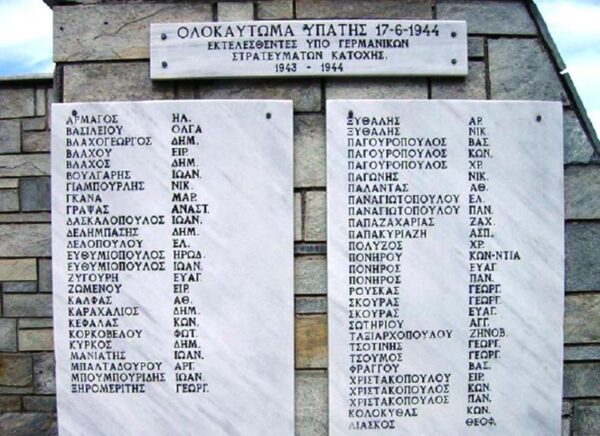 ΟΛΟΚΑΥΤΩΜΑ ΥΠΑΤΗΣ 17-6-1944
ΕΚΤΕΛΕΣΘΕΝΤΕΣ ΥΠΟ ΓΕΡΜΑΝΙΚΩΝ
ΣΤΡΑΤΕΥΜΑΤΩΝ ΚΑΤΟΧΗΣ.
1943 - 1944
ΑΡΜΑΓΟΣ ΗΛ.
ΒΑΣΙΛΕΙΟΥ ΟΛΓΑ
ΒΛΑΧΟΓΕΩΡΓΟΣ ΔΗΜ.
ΒΛΑΧΟΥ ΕΙΡ.
ΒΛΑΧΟΣ ΔΗΜ.
ΒΟΥΛΓΑΡΗΣ ΙΩΑΝ.
ΓΙΑΜΠΟΥΡΛΗΣ ΝΙΚ.
ΓΚΑΝΑ ΜΑΡ.
ΓΡΑΨΑΣ ΑΝΑΣΤ.
ΔΑΣΚΑΛΟΠΟΥΛΟΣ ΙΩΑΝ.
ΔΕΛΗΜΠΑΣΗΣ ΔΗΜ.
ΔΕΛΟΠΟΥΛΟΥ ΕΛ.
ΕΥΘΥΜΙΟΠΟΥΛΟΣ ΗΡΩΔ.
ΕΥΘΥΜΙΟΠΟΥΛΟΣ ΙΩΑΝ.
ΖΥΓΟΥΡΗ ΕΥΑΓ.
ΖΩΜΕΝΟΥ ΕΙΡ.
ΚΑΛΦΑΣ ΑΘ.
ΚΑΡΑΧΑΛΙΟΣ ΔΗΜ.
ΚΕΦΑΛΑΣ ΚΩΝ.
ΚΟΡΚΟΒΕΛΟΥ ΦΩΤ.
ΚΥΡΚΟΣ ΔΗΜ.
ΜΑΝΙΑΤΗΣ ΙΩΑΝ.
ΜΠΑΛΤΑΔΟΥΡΟΥ ΑΡΓ.
ΜΠΟΥΜΠΟΥΡΙΔΗΣ ΙΩΑΝ.
ΞΗΡΟΜΕΡΙΤΗΣ ΓΕΩΡΓ.
ΞΥΘΑΛΗΣ ΑΡ.
ΞΥΘΑΛΗΣ ΝΙΚ.
ΠΑΓΟΥΡΟΠΟΥΛΟΣ ΒΑΣ.
ΠΑΓΟΥΡΟΠΟΥΛΟΣ ΚΩΝ.
ΠΑΓΟΥΡΟΠΟΥΛΟΣ ΧΡ.
ΠΑΓΩΝΗΣ ΝΙΚ.
ΠΑΛΑΝΤΑΣ ΑΘ.
ΠΑΝΑΓΙΩΤΟΠΟΥΛΟΥ ΕΛ.
ΠΑΝΑΓΙΩΤΟΠΟΥΛΟΥ ΠΑΝ.
ΠΑΠΑΖΑΧΑΡΙΑΣ ΖΑΧ.
ΠΑΠΑΚΥΡΙΑΖΗ ΑΣΠ.
ΠΟΛΥΖΟΣ ΧΡ.
ΠΟΝΗΡΟΥ ΚΩΝ-ΝΤΙΑ
ΠΟΝΗΡΟΣ ΕΥΑΓ
ΠΟΝΗΡΟΣ ΠΑΝ.
ΡΟΥΣΚΑΣ ΓΕΩΡΓ.
ΣΚΟΥΡΑΣ ΓΕΩΡΓ.
ΣΚΟΥΡΑΣ ΕΥΑΓ.
ΣΩΤΗΡΙΟΥ ΑΓΓ.
ΤΑΞΙΑΡΧΟΠΟΥΛΟΥ ΖΗΝΟΒ.
ΤΣΟΤΙΝΗΣ ΓΕΩΡΓ
ΤΣΟΥΜΟΣ ΓΕΩΡΓ.
ΦΡΑΓΓΟΥ ΒΑΣ.
ΧΡΙΣΤΑΚΟΠΟΥΛΟΥ ΕΙΡ.
ΧΡΙΣΤΑΚΟΠΟΥΛΟΣ ΚΩΝ.
ΧΡΙΣΤΑΚΟΠΟΥΛΟΣ ΠΑΝ.
ΚΟΛΟΚΥΘΑΣ ΚΩΝ.
ΛΙΑΣΚΟΣ ΘΕΟΦ.